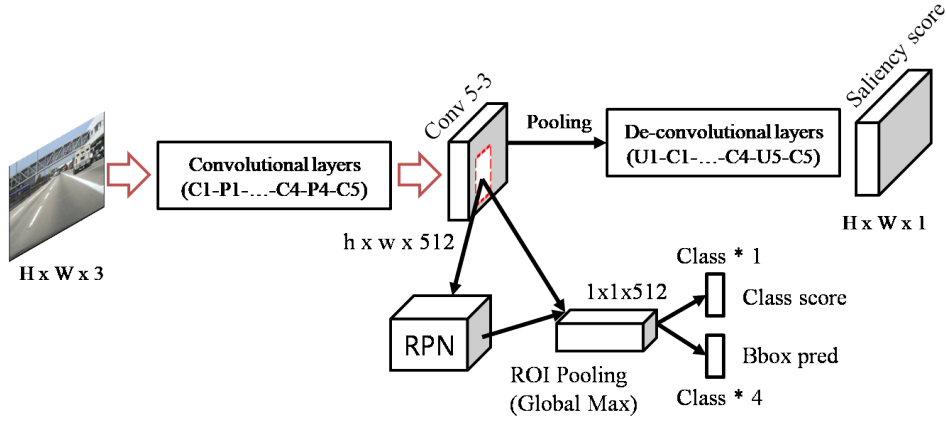 Saliency score
Conv 5-3
Pooling
De-convolutional layers
(U1-C1-…-C4-U5-C5)
Convolutional layers
(C1-P1-…-C4-P4-C5)
H x W x 3
h x w x 512
H x W x 1
Class * 1
1x1x512
Class score
RPN
Bbox pred
ROI Pooling
(Global Max)
Class * 4